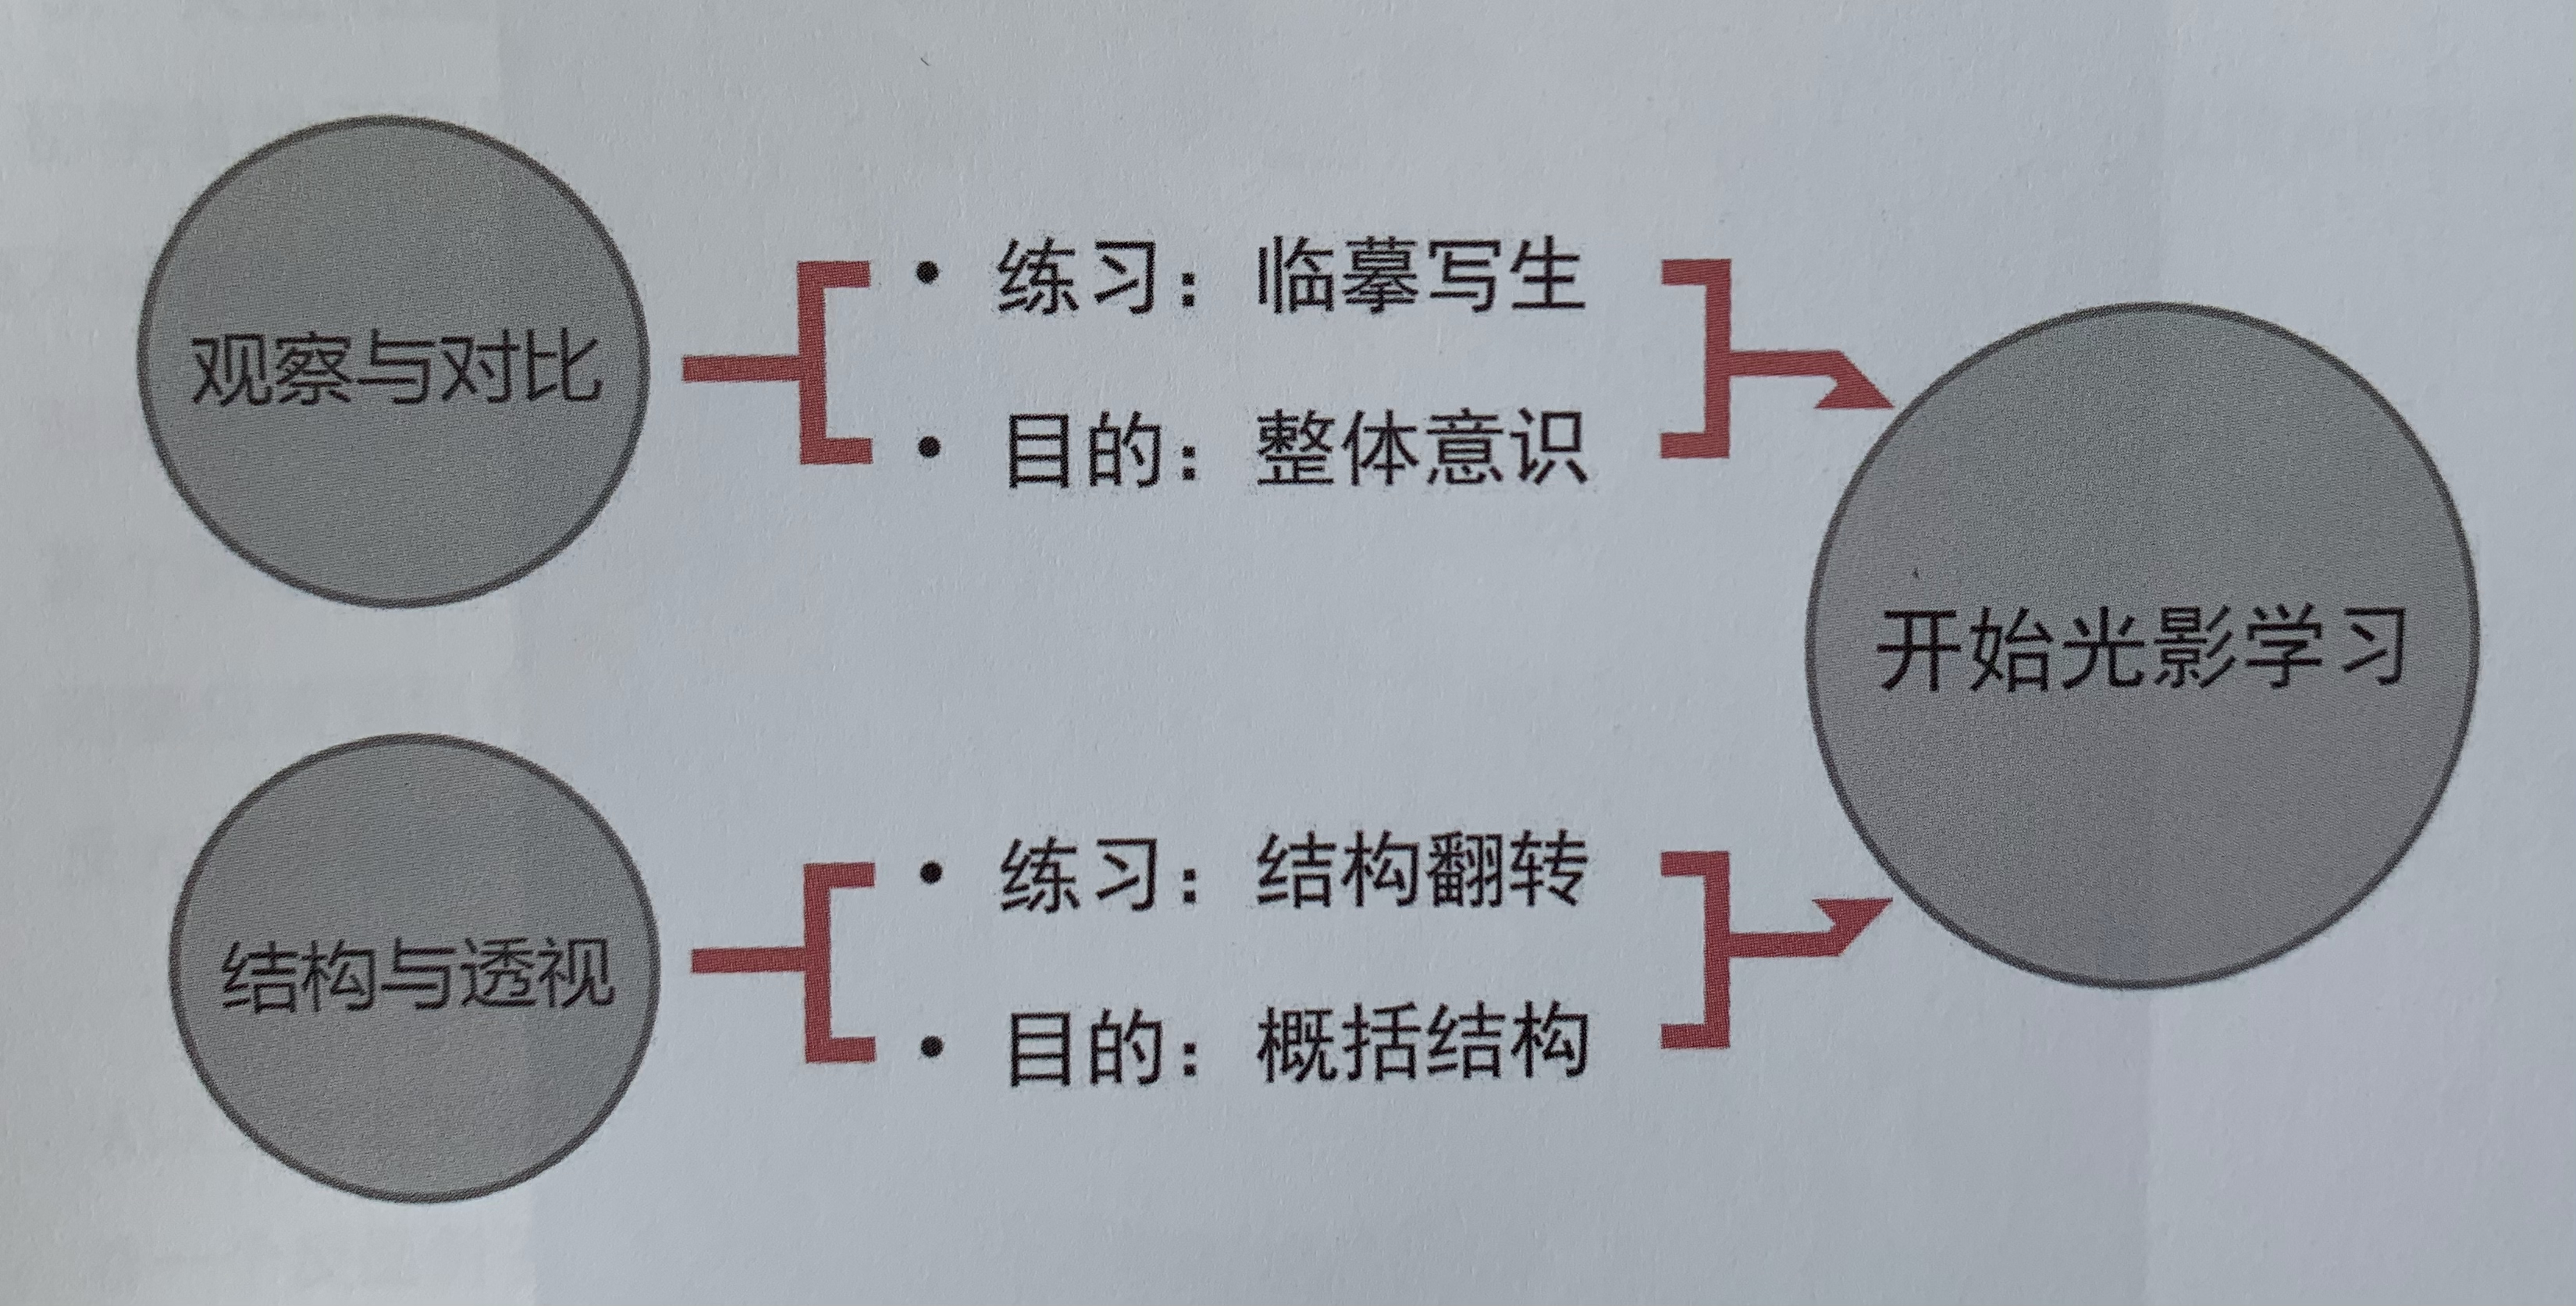 观察与对比
• 练习：临摹写生
• 目的：整体意识
结构与透视
• 练习：结构翻转
• 目的：概括结构
开始光影学习